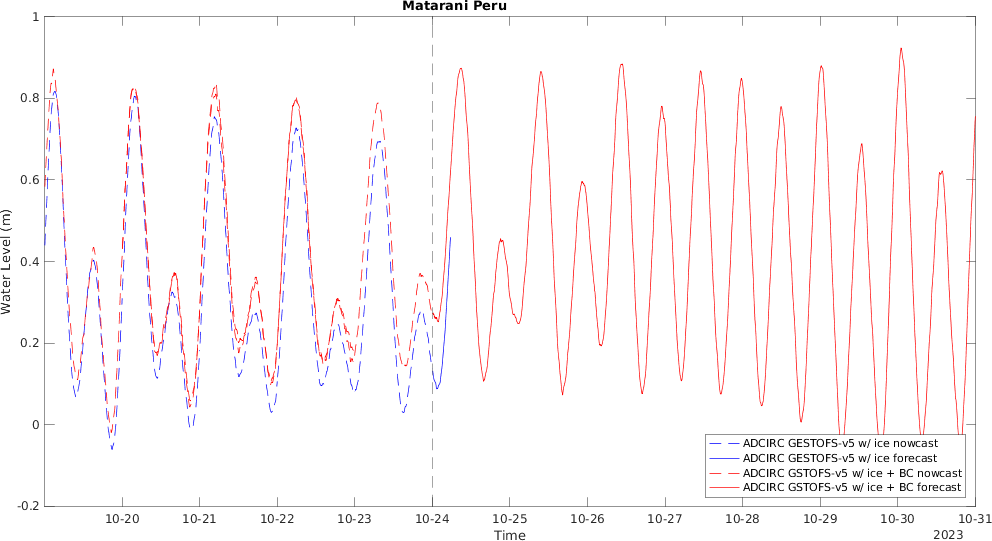 Matarani Peru
1
0.8
0.6
0.4
0.2
0
-0.2
Water Level (m)
10-20 10-21 10-22 10-23 10-24 10-25 10-26 10-27 10-28 10-29 10-30 10-31
Time
2023
ADCIRC GESTOFS-v5 w/ ice nowcast
ADCIRC GESTOFS-v5 w/ ice forecast
ADCIRC GSTOFS-v5 w/ ice + BC nowcast
ADCIRC GSTOFS-v5 w/ ice + BC forecast